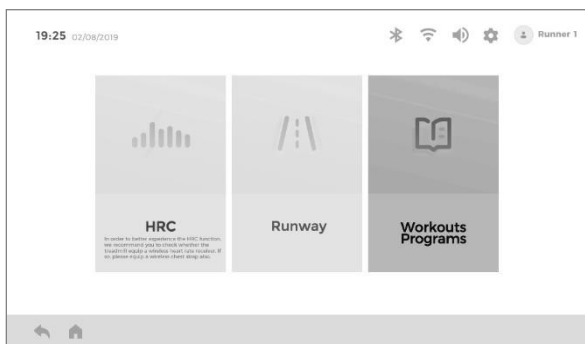 19:25 02/08/2019
Runner 1
HRC
In order to better experience the HRC function,
we recommend you to check whether the
treadmill equip a wireless heart rate receiver. If
so, please equip a wireless chest strap also.
Runway
Workouts
Programs